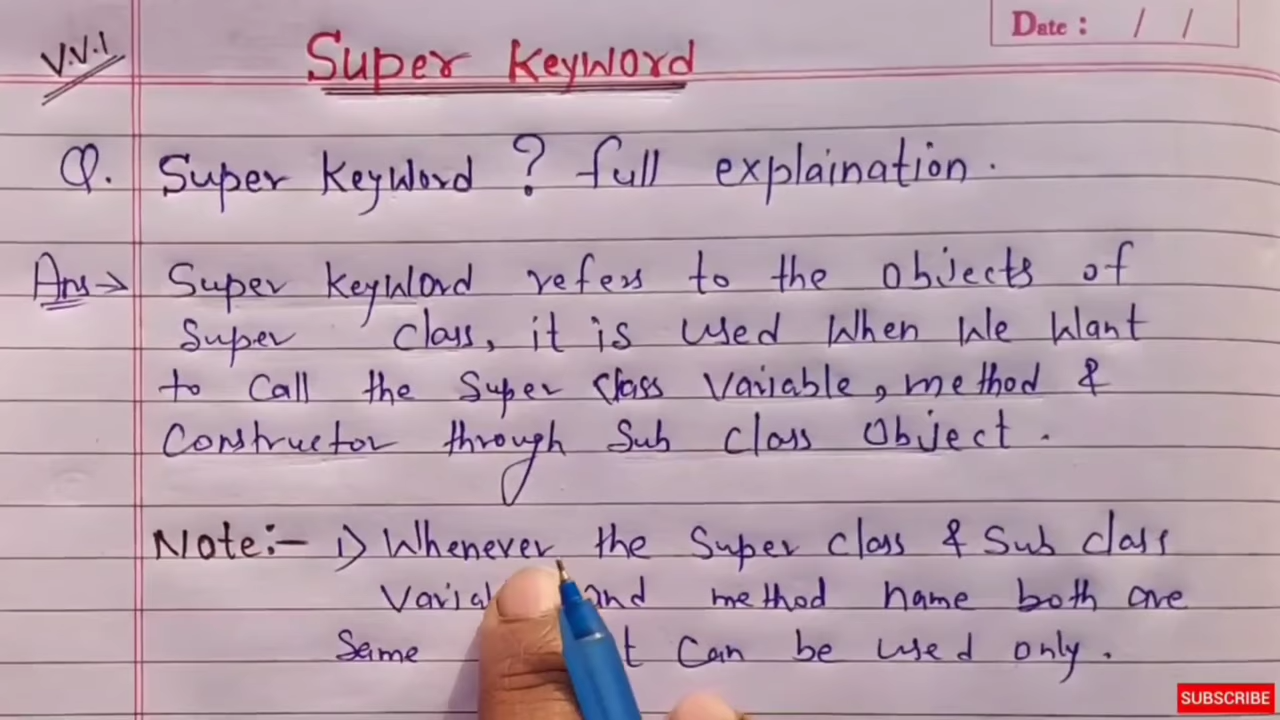 Date : / /
V.V.I
Super Keyword
Q. Super Keyword ? full explaination.
Ans→ Super Keyword refers to the objects of
Super class, it is used When We Want
to Call the Super Class Variable, method &
Constructor through Sub Class Object.
Note:- 1) Whenever the Super class & Sub class
and method name both are
Same can be used only.
SUBSCRIBE